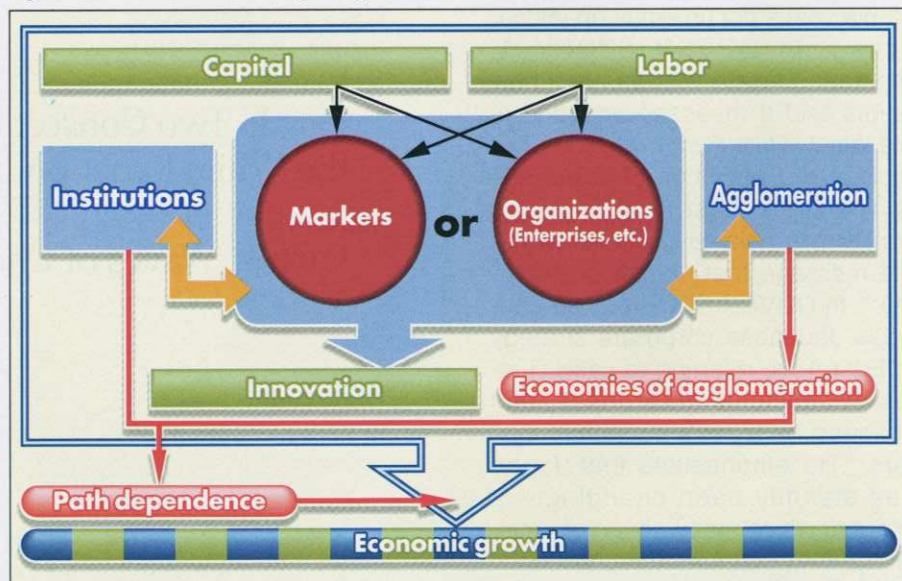 Capital
Labor
Institutions
Markets
or
Organizations
(Enterprises, etc.)
Agglomeration
Innovation
Economies of agglomeration
Path dependence
Economic growth